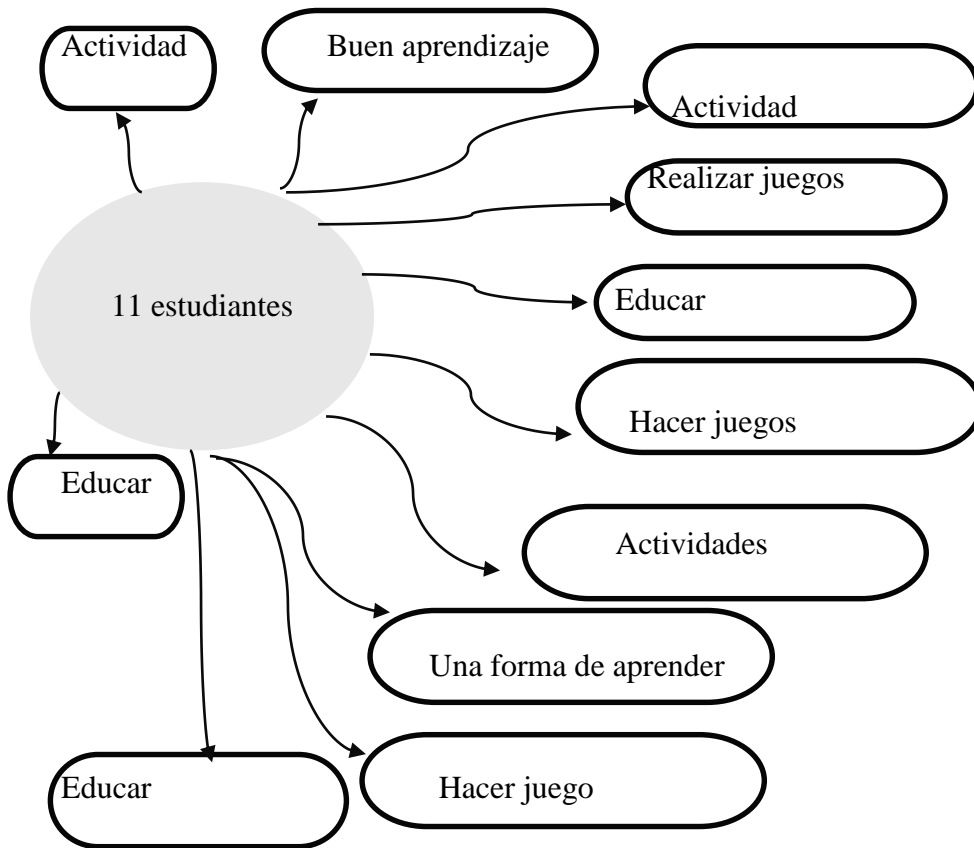 Actividad
Buen aprendizaje
Actividad
Realizar juegos
11 estudiantes
Educar
Hacer juegos
Educar
Actividades
Una forma de aprender
Educar
Hacer juego